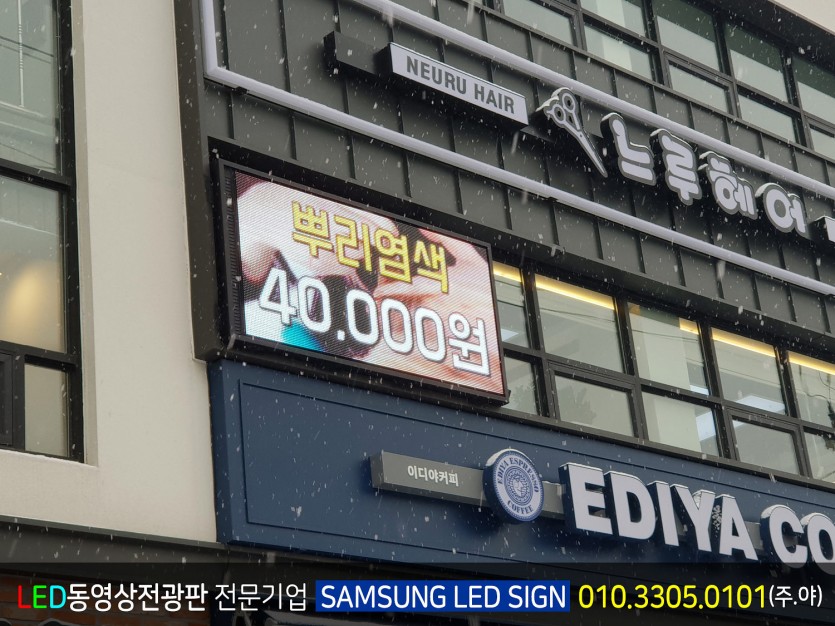 NEURU HAIR
느루헤어
뿌리염색
40.000원
이디야커피
EDIYA ESPRESSO COFFEE
EDIYA CO
LED동영상전광판 전문기업 SAMSUNG LED SIGN 010.3305.0101(주.야)